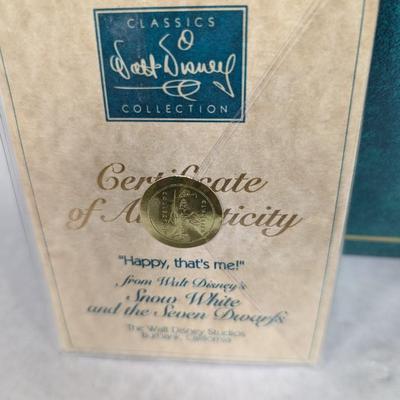 CLASSICS
Walt Disney
COLLECTION
Certificate
of Authenticity
"Happy, that's me!"
from Walt Disney's
Snow White
and the Seven Dwarfs
The Walt Disney Studios
Burbank, California